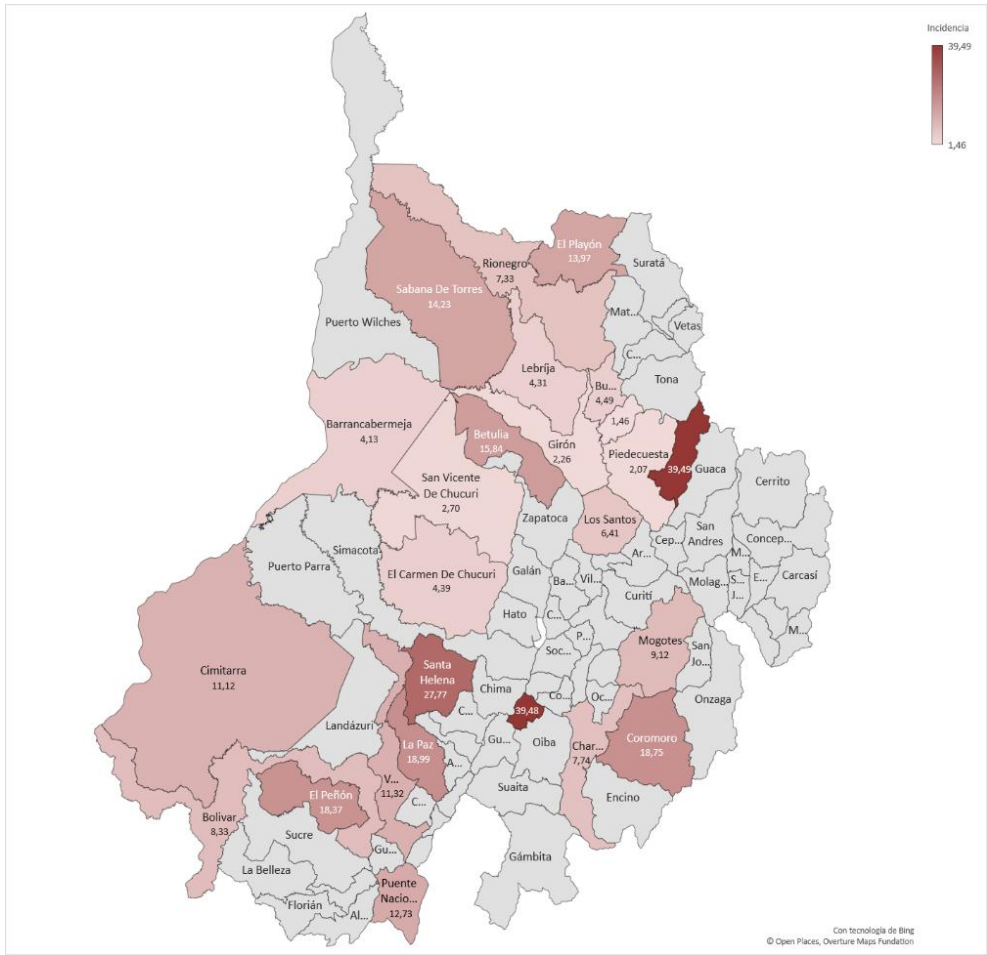 Incidencia
39,49
1,46
El Playón
13,97
Suratá
Rionegro
7,33
Sabana De Torres
14,23
Mat...
Puerto Wilches
Vetas
C...
Lebríja
4,31
Tona
Bu...
4,49
Barrancabermeja
4,13
1,46
Betulia
15,84
Girón
2,26
Piedecuesta
2,07
39,49
Guaca
Cerrito
San Vicente
De Chucuri
2,70
Zapatoca
Los Santos
6,41
San
Andres
Cep...
Concep...
Ar...
M...
Simacota
Puerto Parra
El Carmen De Chucuri
4,39
Galán
Ba...
Vil...
Molag...
S...
J...
E...
Carcasí
Curití
Hato
C...
M...
P...
Mogotes
9,12
San
Jo...
Soc...
Cimitarra
11,12
Santa
Helena
27,77
Chima
Co...
Oc...
Onzaga
C...
39,48
Landázuri
Gu...
Oiba
Char...
7,74
Coromoro
18,75
La Paz
18,99
A...
V...
11,32
Suaita
El Peñón
18,37
C...
Encino
Bolivar
8,33
Sucre
Gu...
Gámbita
La Belleza
Puente
Nacio...
12,73
Florián
Al...
Con tecnología de Bing
© Open Places, Overture Maps Foundation